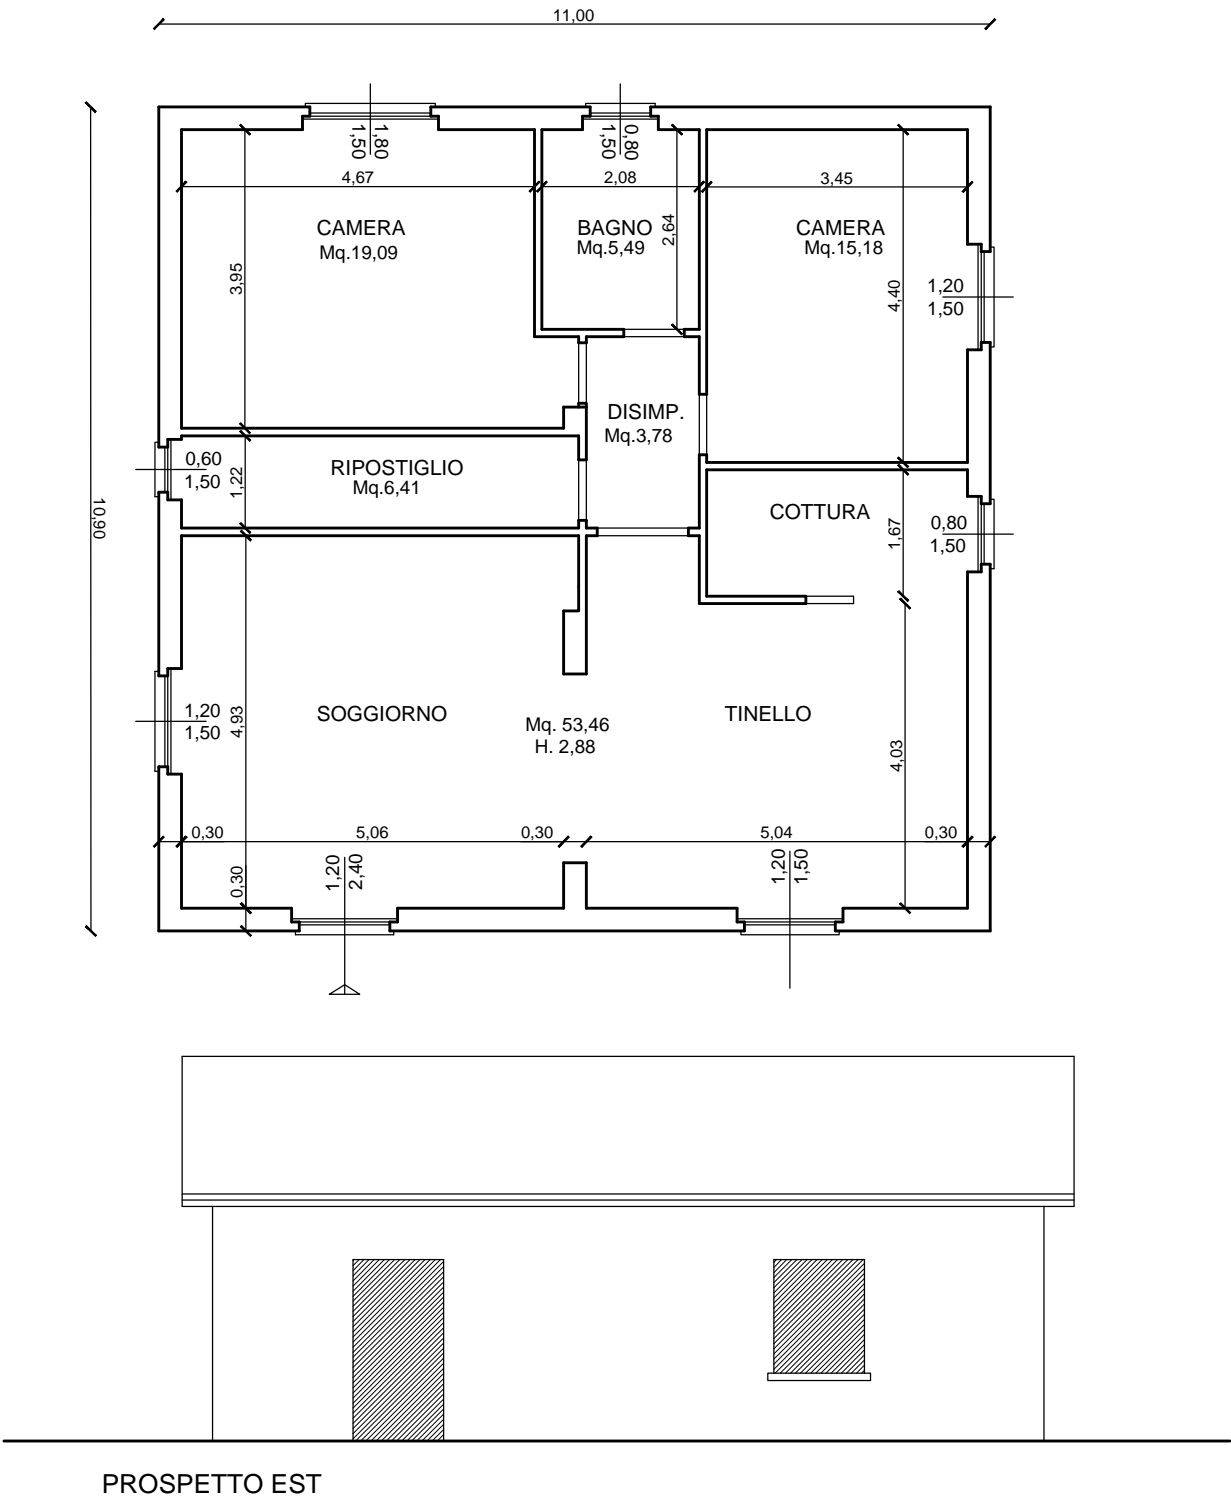 11,00
1,80
1,50
0,80
1,50
4,67
2,08
3,45
CAMERA
Mq.19,09
BAGNO
Mq.5,49
2,64
CAMERA
Mq.15,18
3,95
4,40
1,20
1,50
DISIMP.
Mq.3,78
0,60
1,50
1,22
RIPOSTIGLIO
Mq.6,41
10,90
COTTURA
1,67
0,80
1,50
1,20
1,50
4,93
SOGGIORNO
Mq. 53,46
H. 2,88
TINELLO
4,03
0,30
5,06
0,30
5,04
0,30
0,30
1,20
2,40
1,20
1,50
PROSPETTO EST